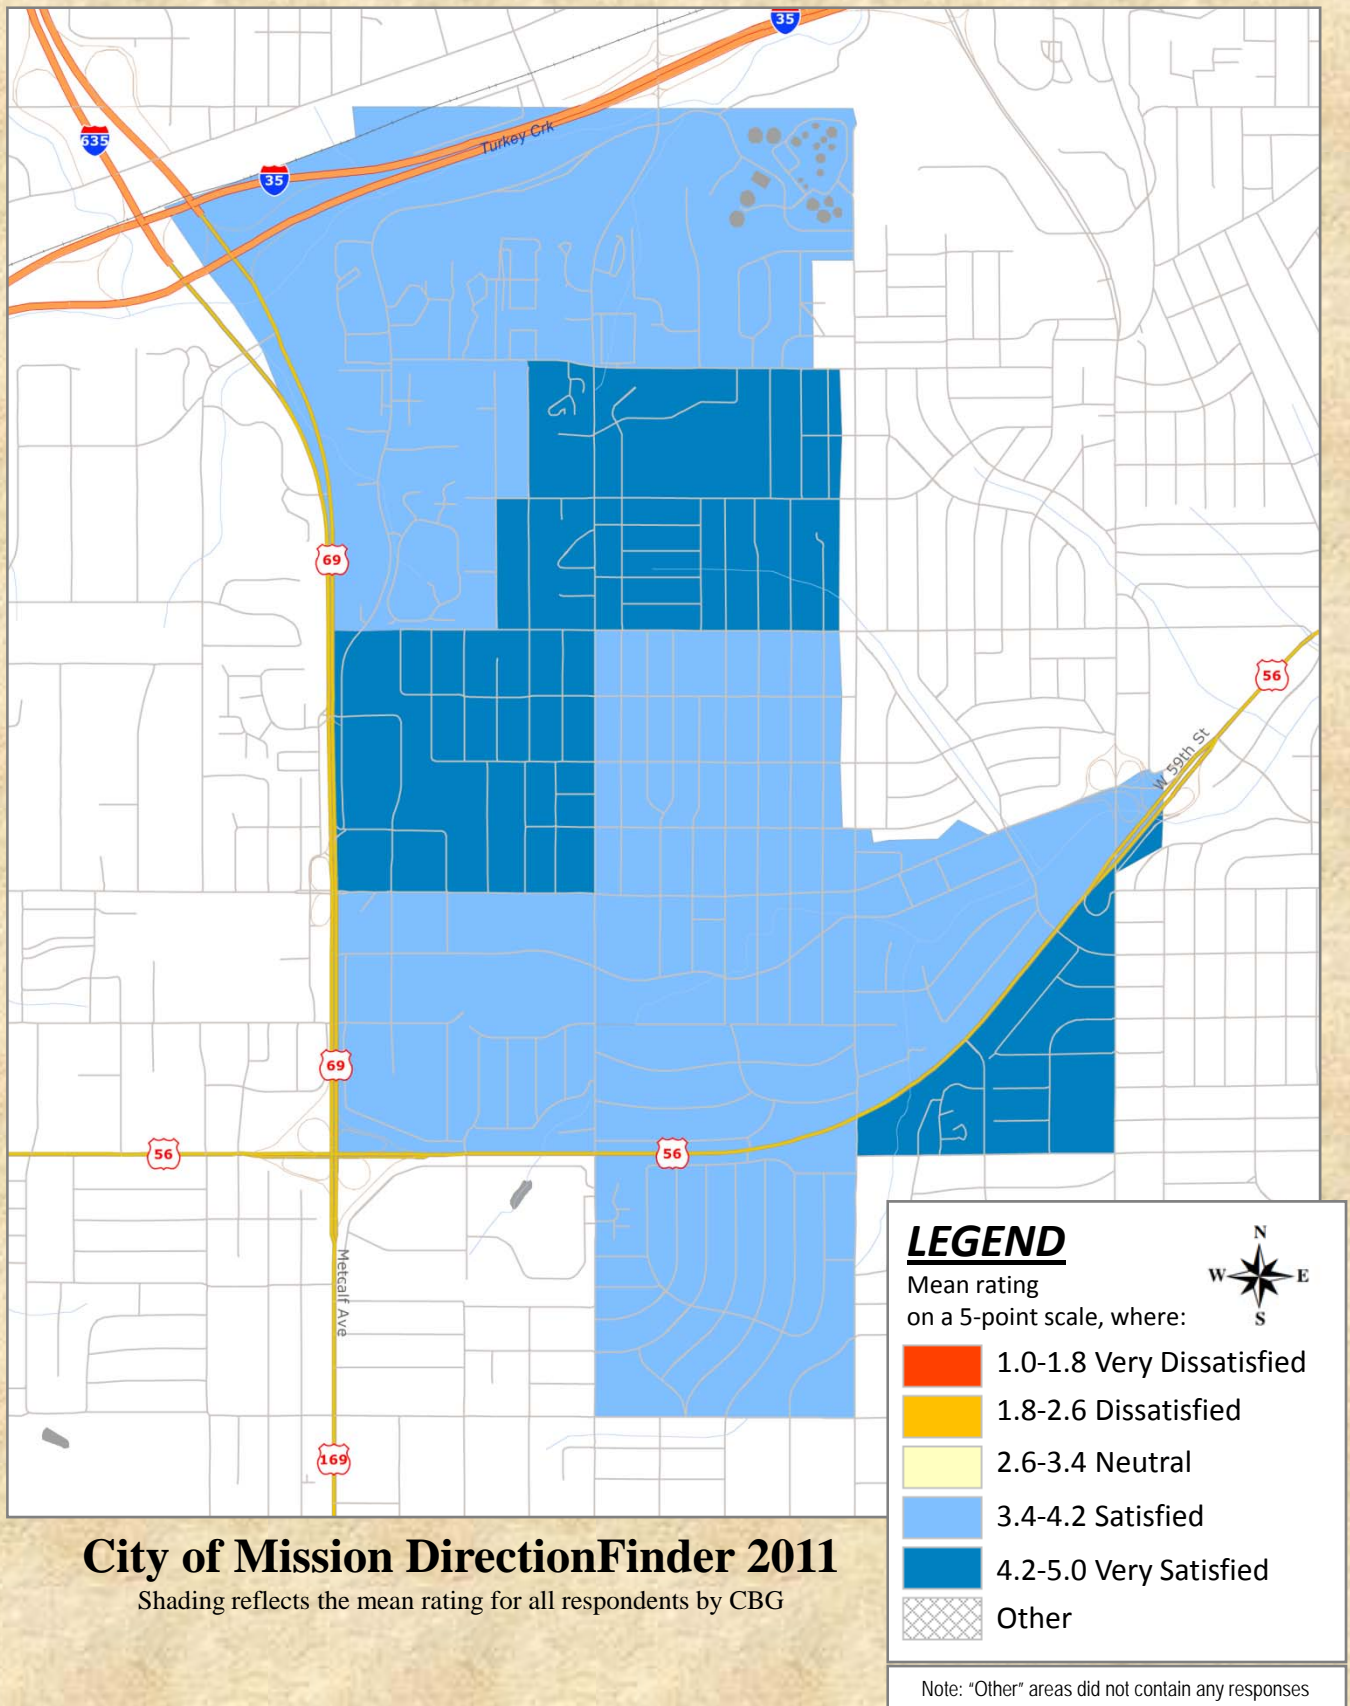 35
635
Turkey Crk
35
69
56
W 59th St
69
56
56
Metcalf Ave
169
LEGEND
Mean rating
on a 5-point scale, where:
N
W E
S
1.0-1.8 Very Dissatisfied
1.8-2.6 Dissatisfied
2.6-3.4 Neutral
3.4-4.2 Satisfied
4.2-5.0 Very Satisfied
Other
City of Mission DirectionFinder 2011
Shading reflects the mean rating for all respondents by CBG
Note: "Other" areas did not contain any responses